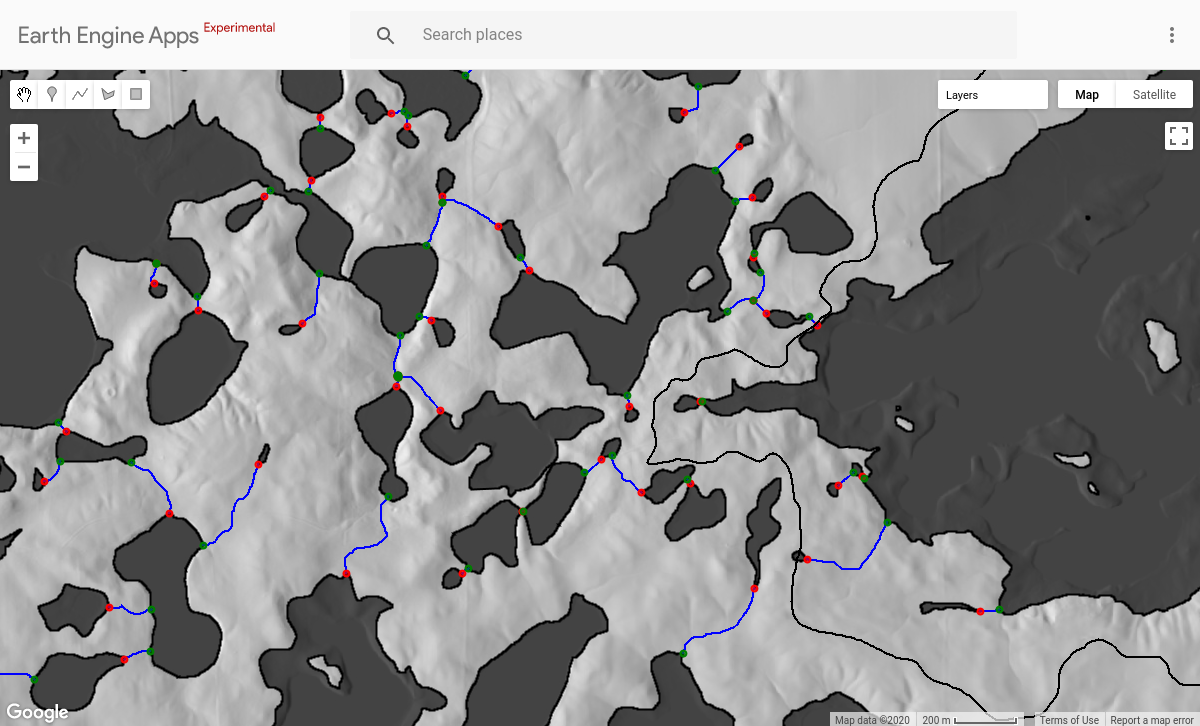 Earth Engine Apps Experimental
Search places
Layers
Map Satellite
+
−
Google
Map data ©2020 200 m Terms of Use Report a map error